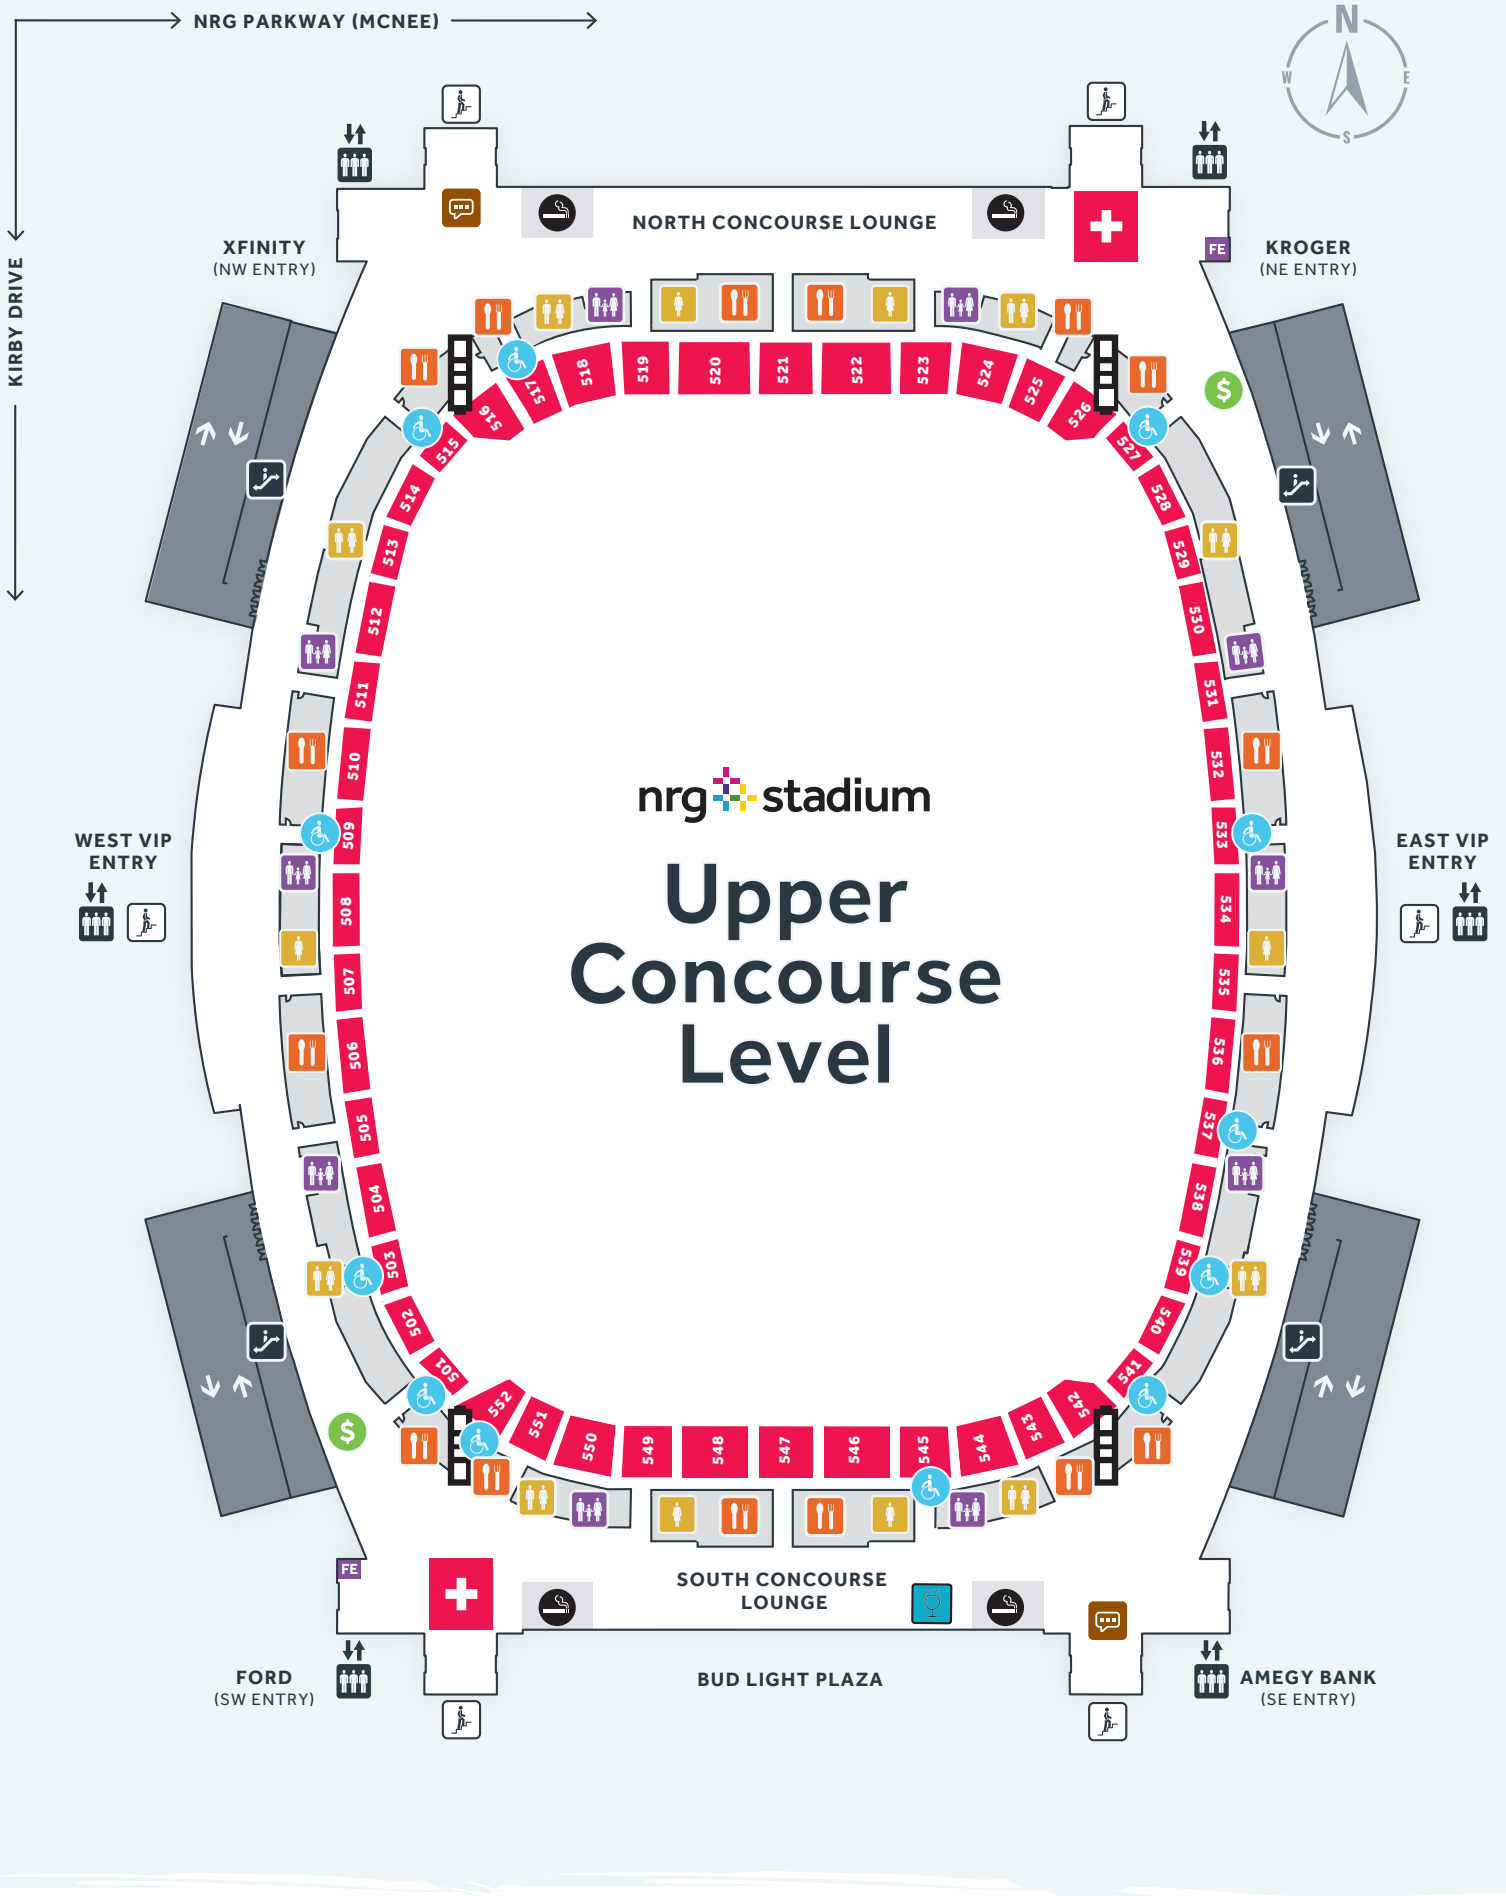 NRG PARKWAY (MCNEE)
N
W
E
S
KIRBY DRIVE
XFINITY
(NW ENTRY)
NORTH CONCOURSE LOUNGE
FE
KROGER
(NE ENTRY)
$
515
516
517
518
519
520
521
522
523
524
525
526
527
514
528
513
529
512
530
511
531
510
532
509
533
508
534
507
535
506
536
505
537
504
538
503
539
502
540
501
541
552
551
550
549
548
547
546
545
544
543
542
nrg stadium
Upper
Concourse
Level
WEST VIP
ENTRY
EAST VIP
ENTRY
$
FE
SOUTH CONCOURSE
LOUNGE
FORD
(SW ENTRY)
BUD LIGHT PLAZA
AMEGY BANK
(SE ENTRY)